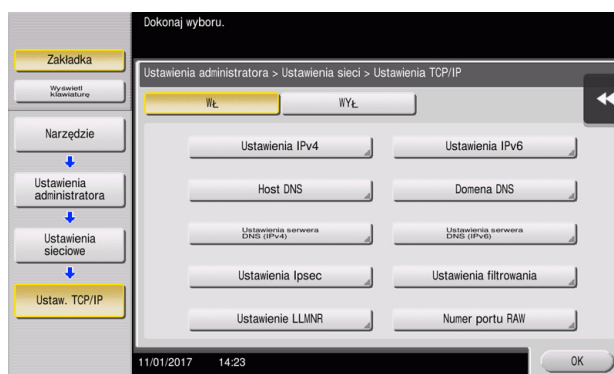 Dokonaj wyboru.
Zakładka
Wyświetl
klawiaturę
Narzędzie
Ustawienia
administratora
Ustawienia
sieciowe
Ustaw. TCP/IP
Ustawienia administratora > Ustawienia sieci > Ustawienia TCP/IP
WŁ
WYŁ
Ustawienia IPv4
Ustawienia IPv6
Host DNS
Domena DNS
Ustawienia serwera
DNS (IPv4)
Ustawienia serwera
DNS (IPv6)
Ustawienia Ipsec
Ustawienia filtrowania
Ustawienie LLMNR
Numer portu RAW
11/01/2017 14:23
OK